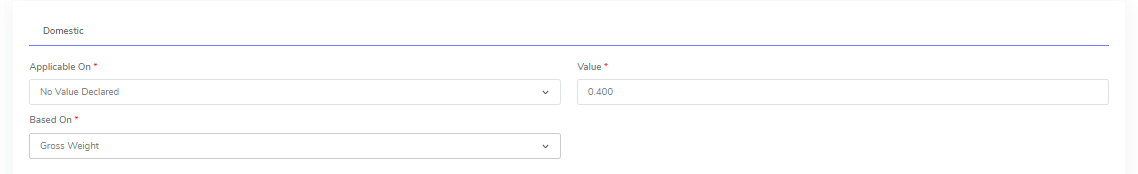 Domestic
Applicable On *
Value *
No Value Declared
0.400
Based On *
Gross Weight